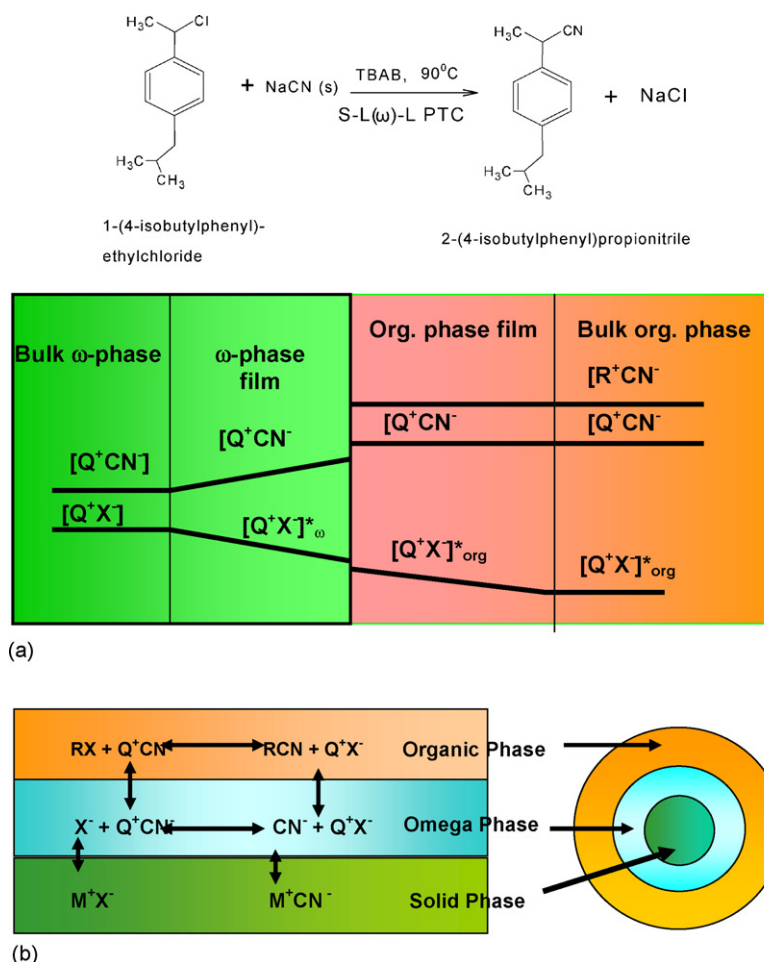 H₃C Cl
+ NaCN (s) TBAB, 90⁰C
S-L(ω)-L PTC
H₃C CN
+ NaCl
H₃C
CH₃
H₃C
CH₃
1-(4-isobutylphenyl)-
ethylchloride
2-(4-isobutylphenyl)propionitrile
Bulk ω-phase
ω-phase
film
Org. phase film
Bulk org. phase
[R⁺CN⁻
[Q⁺CN⁻
[Q⁺CN⁻
[Q⁺CN⁻
[Q⁺CN⁻]
[Q⁺X⁻]
[Q⁺X⁻]*ω
[Q⁺X⁻]*org
[Q⁺X⁻]*org
(a)
RX + Q⁺CN⁻ RCN + Q⁺X⁻ Organic Phase
X⁻ + Q⁺CN⁻ CN⁻ + Q⁺X⁻ Omega Phase
M⁺X⁻ M⁺CN⁻ Solid Phase
(b)